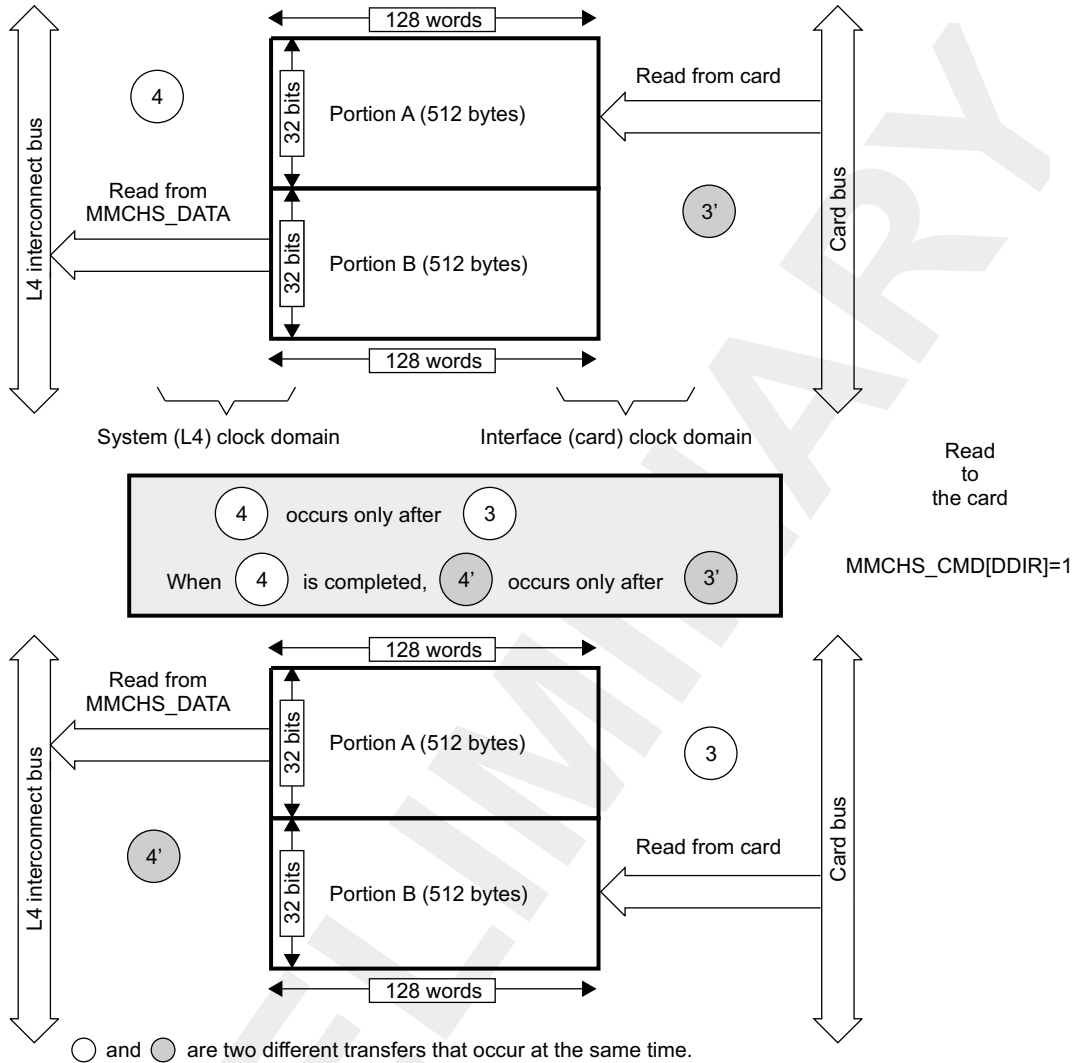 128 words
4
Read from card
32 bits
Portion A (512 bytes)
L4 interconnect bus
Card bus
Read from
MMCHS_DATA
3’
32 bits
Portion B (512 bytes)
128 words
System (L4) clock domain
Interface (card) clock domain
Read
to
the card
4 occurs only after 3
When 4 is completed, 4’ occurs only after 3’
MMCHS_CMD[DDIR]=1
128 words
Read from
MMCHS_DATA
32 bits
Portion A (512 bytes)
3
L4 interconnect bus
Card bus
4’
Read from card
32 bits
Portion B (512 bytes)
128 words
and are two different transfers that occur at the same time.